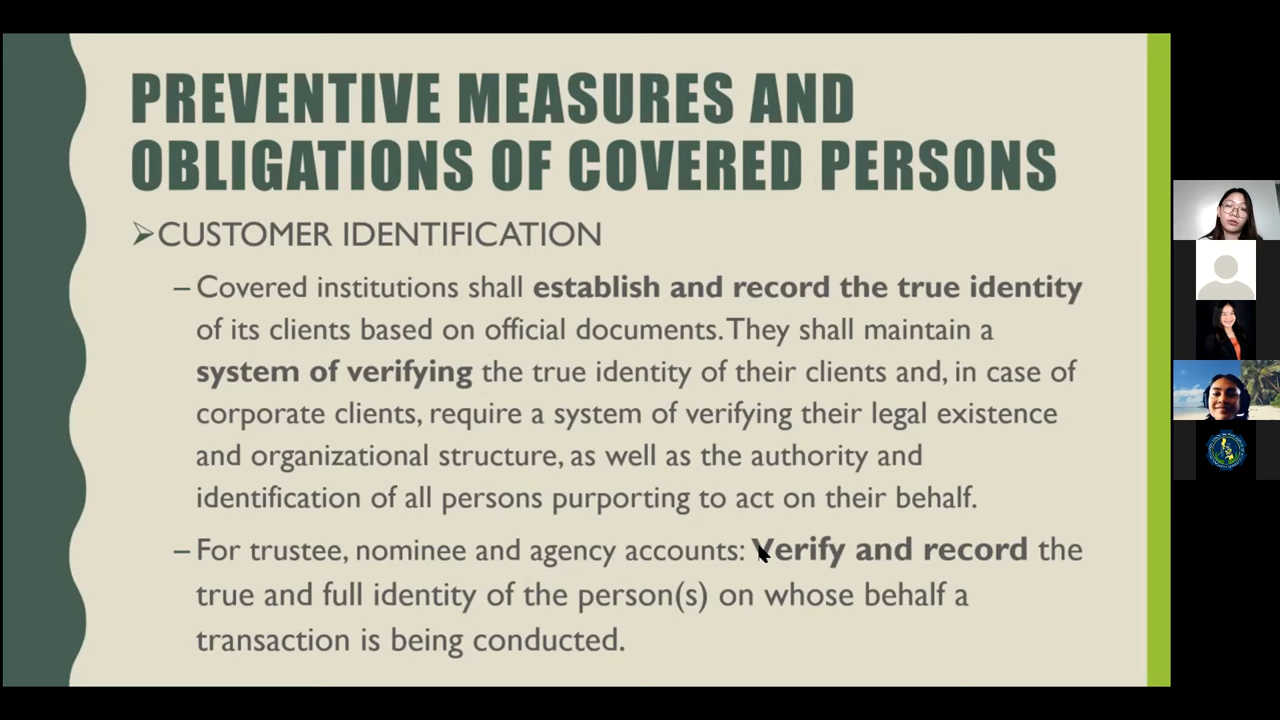 PREVENTIVE MEASURES AND
OBLIGATIONS OF COVERED PERSONS
➢CUSTOMER IDENTIFICATION
– Covered institutions shall establish and record the true identity
of its clients based on official documents. They shall maintain a
system of verifying the true identity of their clients and, in case of
corporate clients, require a system of verifying their legal existence
and organizational structure, as well as the authority and
identification of all persons purporting to act on their behalf.
– For trustee, nominee and agency accounts: Verify and record the
true and full identity of the person(s) on whose behalf a
transaction is being conducted.